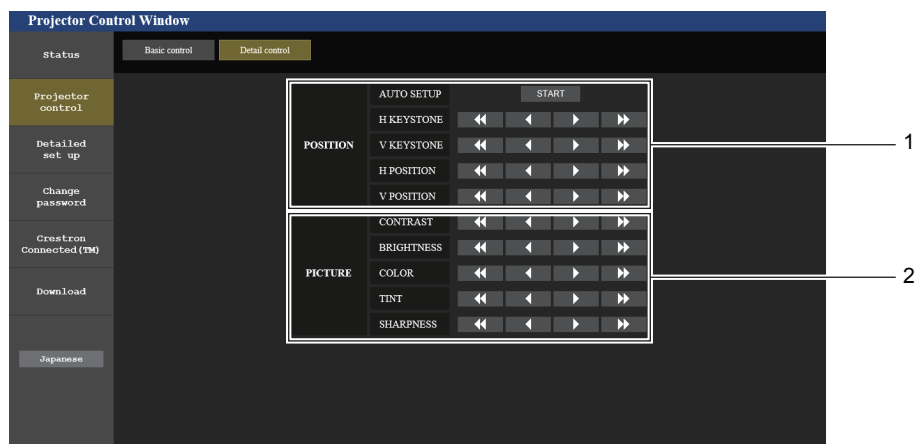 Projector Control Window
Status
Basic control
Detail control
Projector
control
Detailed
set up
Change
password
Crestron
Connected(TM)
Download
Japanese
POSITION
AUTO SETUP
START
H KEYSTONE
V KEYSTONE
H POSITION
V POSITION
1
PICTURE
CONTRAST
BRIGHTNESS
COLOR
TINT
SHARPNESS
2